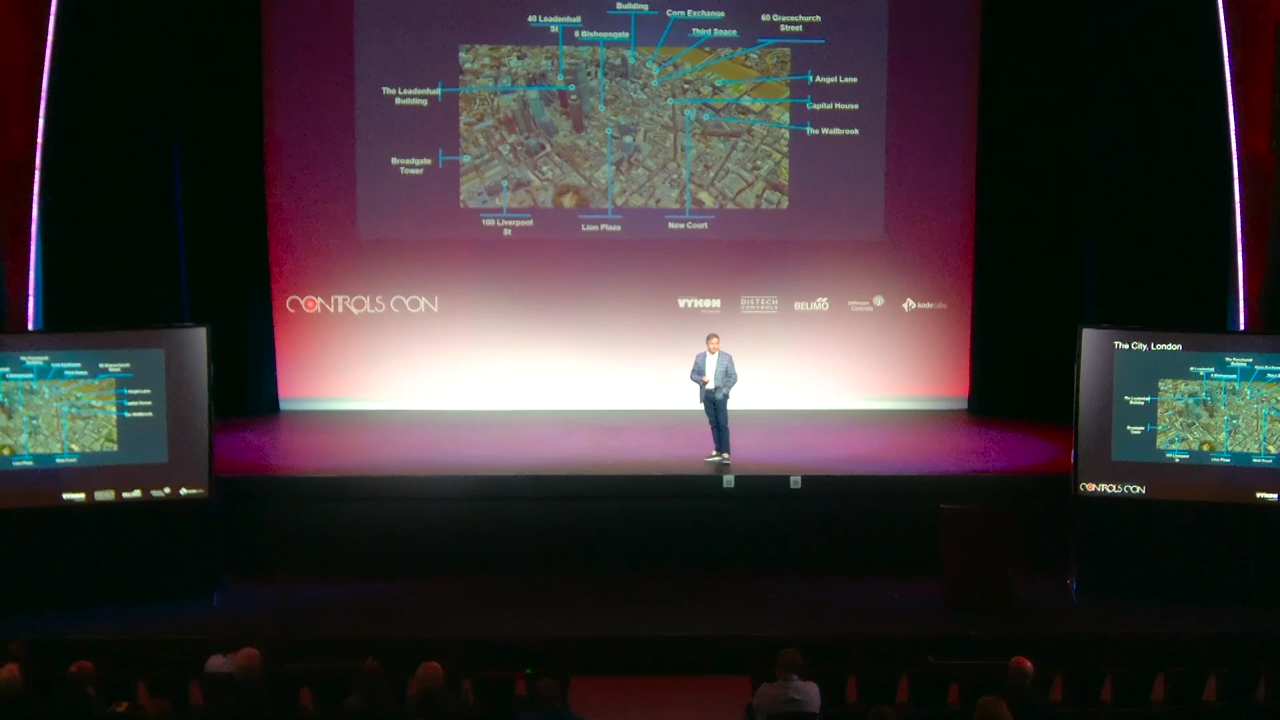 Building
40 Leadenhall
St
8 Bishopsgate
Corn Exchange
Third Space
60 Gracechurch
Street
The Leadenhall
Building
Angel Lane
Capital House
The Wallbrook
Broadgate
Tower
100 Liverpool
St
Lion Plaza
New Court
CONTROLS CON
VYKON
DISTECH
CONTROLS
BELIMO
Johnson
Controls
kodelabs
The City, London
CONTROLS CON